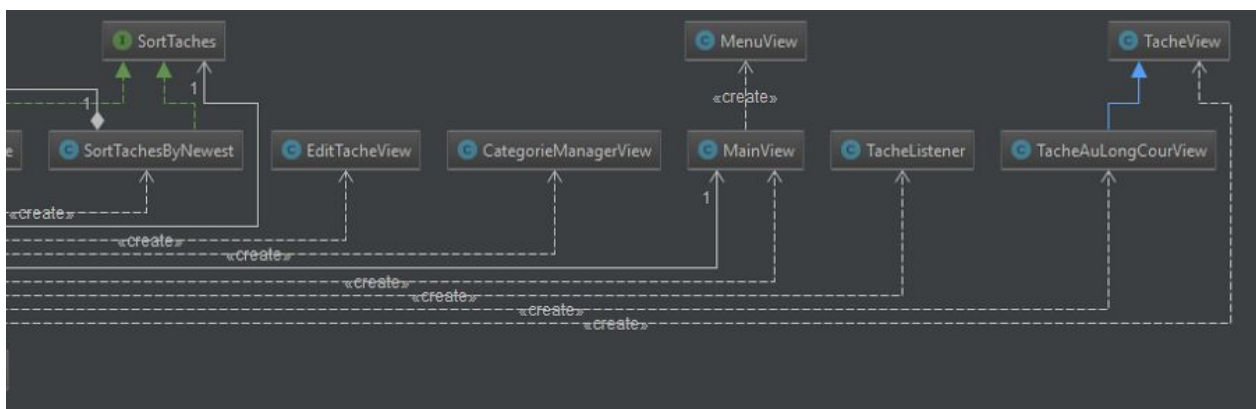 I SortTaches
C MenuView
C TacheView
1
1
«create»
e
C SortTachesByNewest
C EditTacheView
C CategorieManagerView
C MainView
C TacheListener
C TacheAuLongCourView
1
«create»
«create»
«create»
«create»
«create»
«create»
«create»